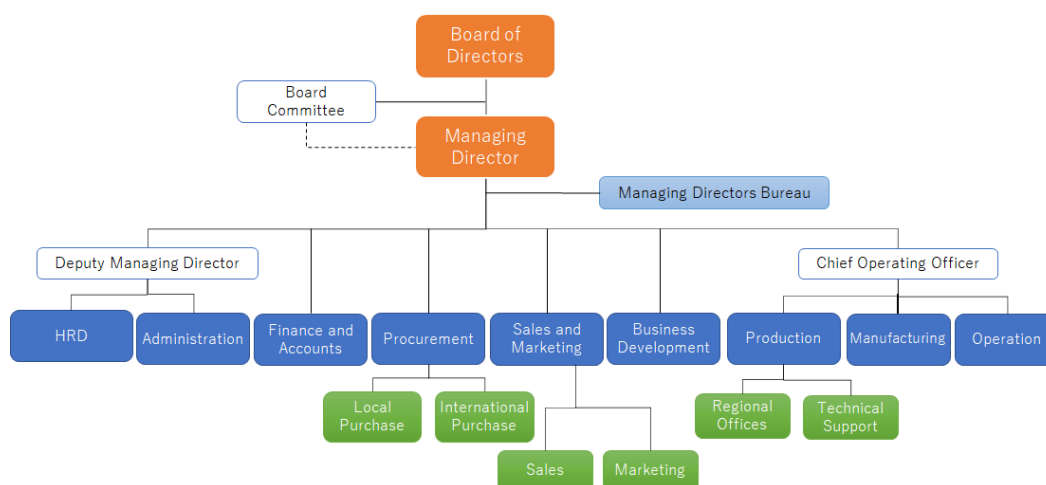 Board of
Directors
Board
Committee
Managing
Director
Managing Directors Bureau
Deputy Managing Director
Chief Operating Officer
HRD
Administration
Finance and
Accounts
Procurement
Sales and
Marketing
Business
Development
Production
Manufacturing
Operation
Local
Purchase
International
Purchase
Regional
Offices
Technical
Support
Sales
Marketing